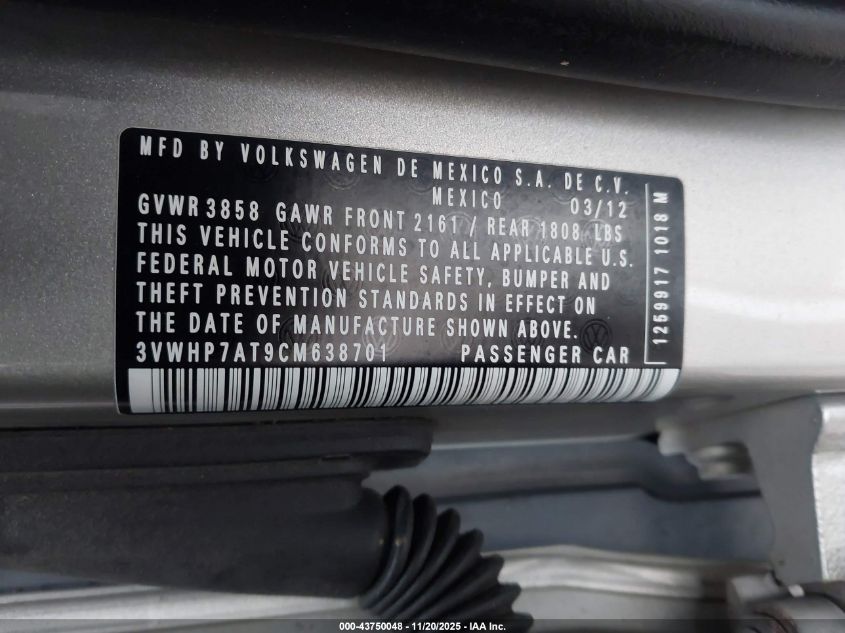 MFD BY VOLKSWAGEN DE MEXICO S.A. DE C.V.
MEXICO 03/12
GVWR 3858 GAWR FRONT 2161 / REAR 1808 LBS
THIS VEHICLE CONFORMS TO ALL APPLICABLE U.S.
FEDERAL MOTOR VEHICLE SAFETY, BUMPER AND
THEFT PREVENTION STANDARDS IN EFFECT ON
THE DATE OF MANUFACTURE SHOWN ABOVE.
3VWHP7AT9CM638701 PASSENGER CAR
1259917 1018 M
000-43750048 - 11/20/2025 - IAA Inc.